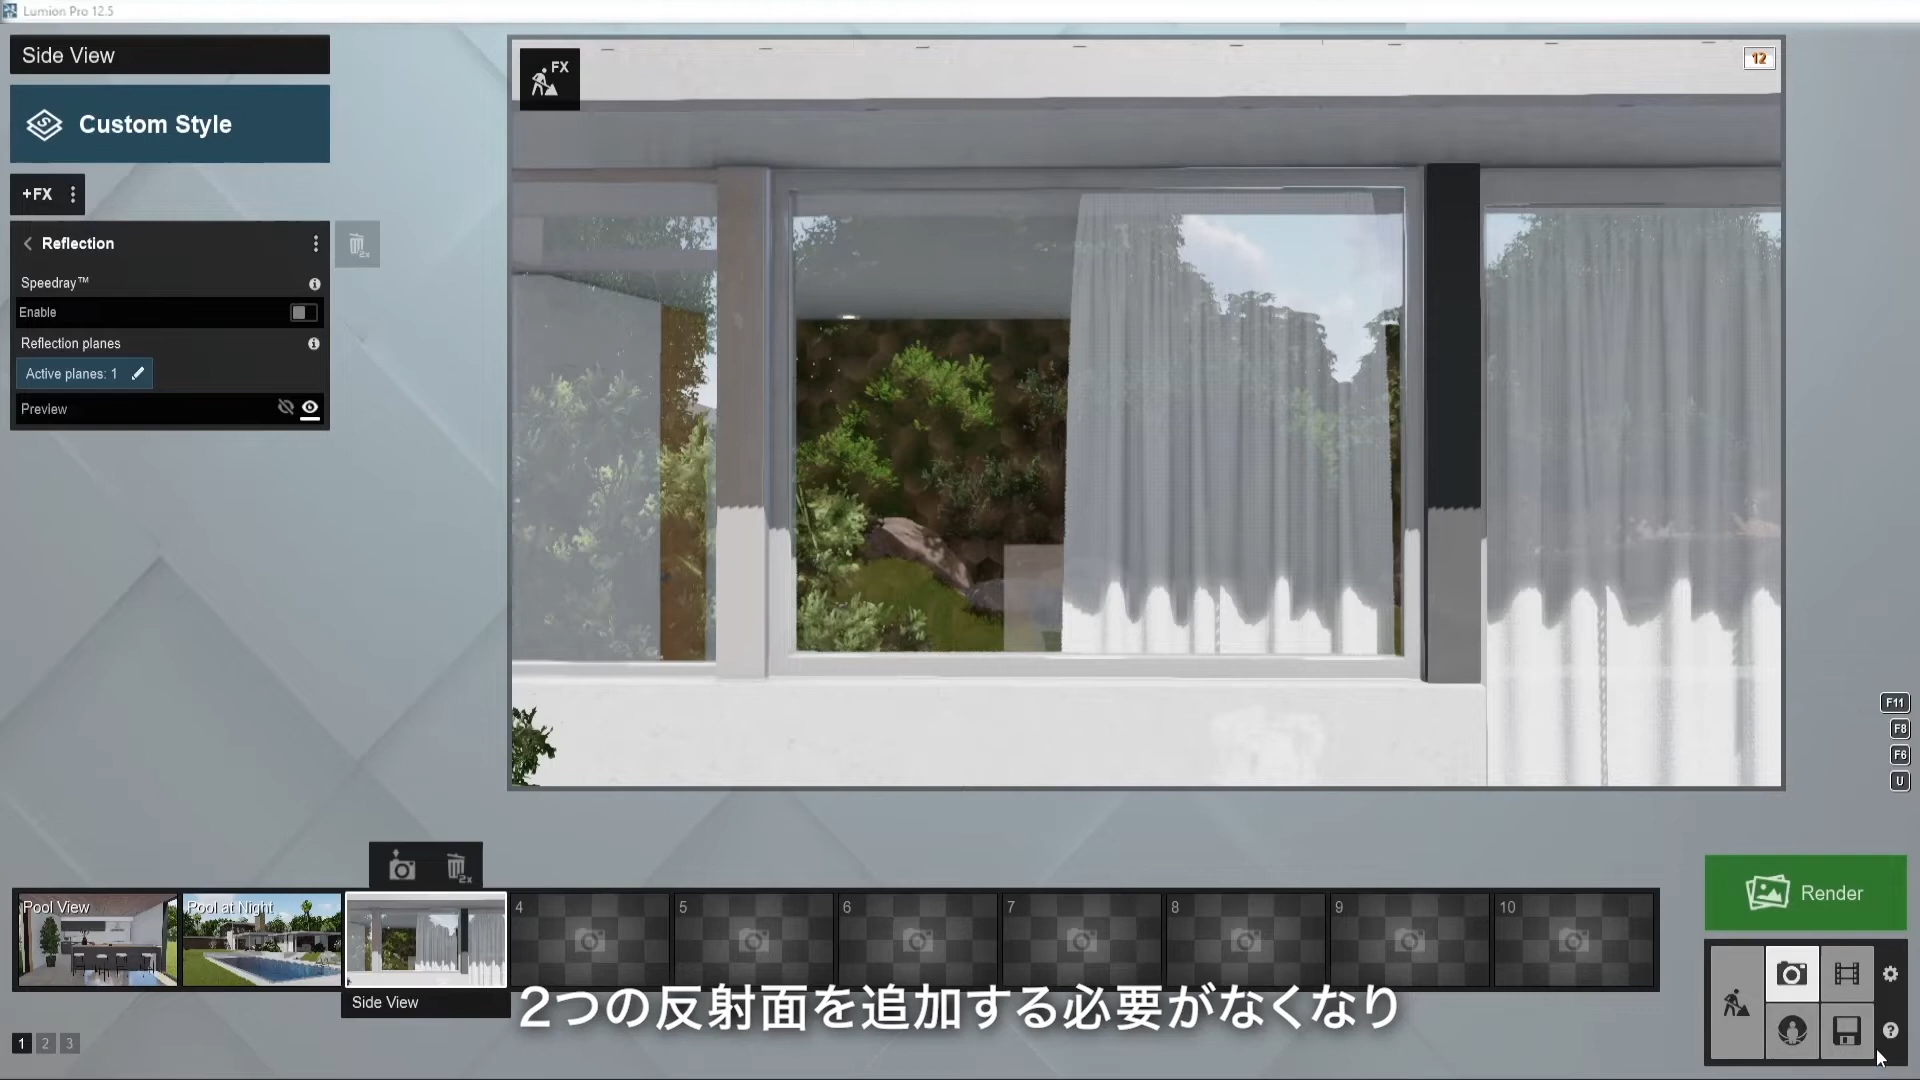 Lumion Pro 12.5
Side View
Custom Style
+FX
Reflection
Speedray™
Enable
Reflection planes
Active planes: 1
Preview
FX
12
F11
F8
F6
U
Render
Pool View
Pool at Night
4
5
6
7
8
9
10
Side View
2つの反射面を追加する必要がなくなり
1
2
3
2x
2x